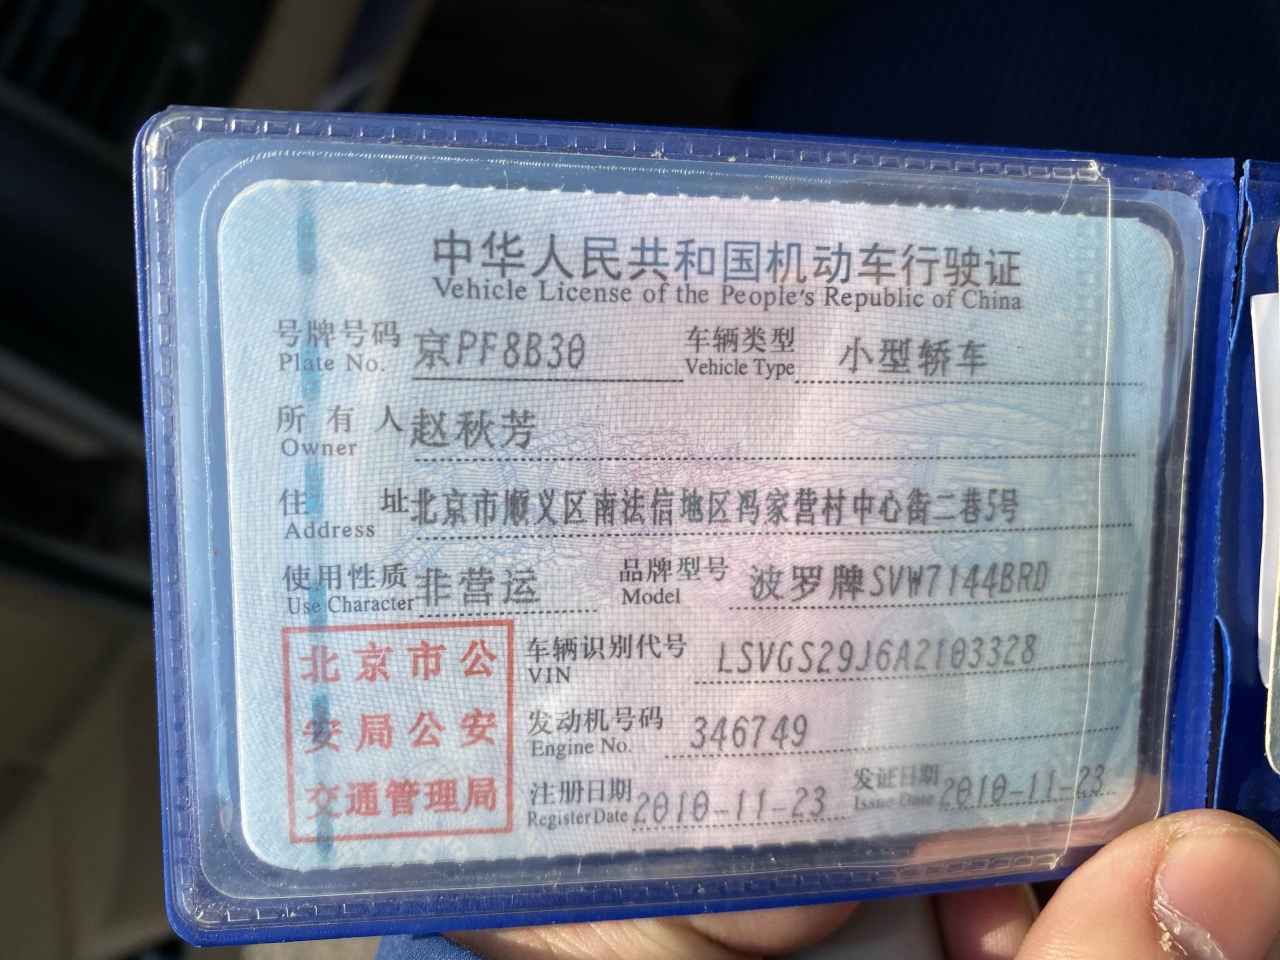 中华人民共和国机动车行驶证
Vehicle License of the People's Republic of China
号牌号码 京PF8B30 车辆类型 小型轿车
Plate No. Vehicle Type
所有人 赵秋芳
Owner
住址 北京市顺义区南法信地区冯家营村中心街二巷5号
Address
使用性质 非营运 品牌型号 波罗牌SVW7144BRD
Use Character Model
车辆识别代号 LSVGS29J6A2103328
VIN
发动机号码 346749
Engine No.
注册日期 2010-11-23 发证日期 2010-11-23
Register Date Issue Date
北京市公
安局公安
交通管理局